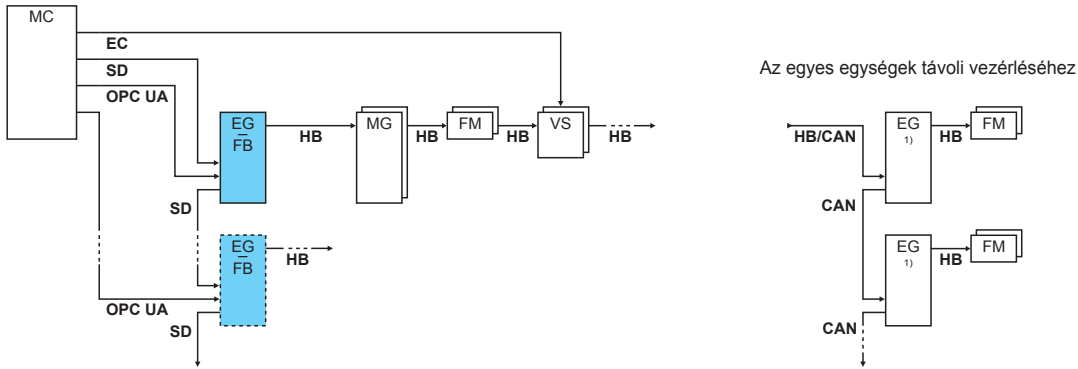 MC
EC
SD
OPC UA
EG
FB
HB
MG
HB
FM
HB
VS
HB
SD
EG
FB
HB
OPC UA
SD
Az egyes egységek távoli vezérléséhez
HB/CAN
EG
1)
HB
FM
CAN
EG
1)
HB
FM
CAN